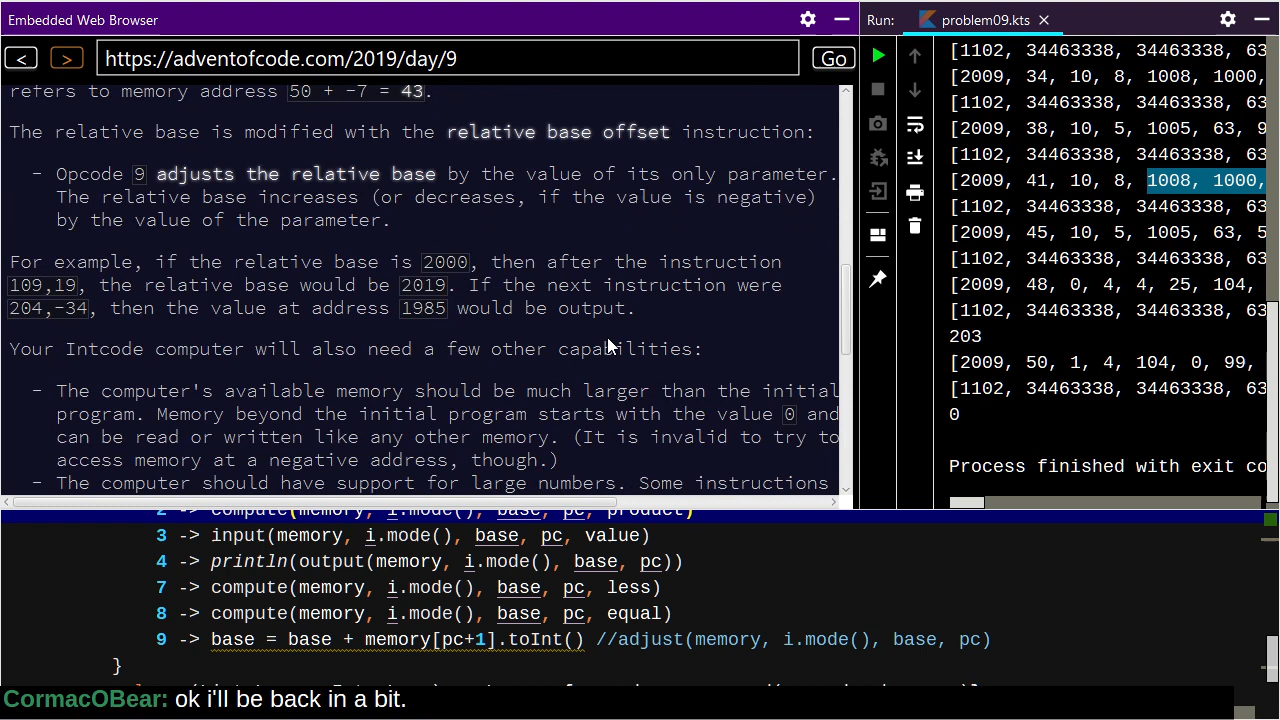 Embedded Web Browser
< > https://adventofcode.com/2019/day/9 Go
refers to memory address 50 + -7 = 43.
The relative base is modified with the relative base offset instruction:
- Opcode 9 adjusts the relative base by the value of its only parameter.
The relative base increases (or decreases, if the value is negative)
by the value of the parameter.
For example, if the relative base is 2000, then after the instruction
109,19, the relative base would be 2019. If the next instruction were
204,-34, then the value at address 1985 would be output.
Your Intcode computer will also need a few other capabilities:
- The computer's available memory should be much larger than the initial
program. Memory beyond the initial program starts with the value 0 and
can be read or written like any other memory. (It is invalid to try to
access memory at a negative address, though.)
- The computer should have support for large numbers. Some instructions
Run: problem09.kts
[1102, 34463338, 34463338, 63
[2009, 34, 10, 8, 1008, 1000,
[1102, 34463338, 34463338, 63
[2009, 38, 10, 5, 1005, 63, 9
[1102, 34463338, 34463338, 63
[2009, 41, 10, 8, 1008, 1000,
[1102, 34463338, 34463338, 63
[2009, 45, 10, 5, 1005, 63, 5
[1102, 34463338, 34463338, 63
[2009, 48, 0, 4, 4, 25, 104,
[1102, 34463338, 34463338, 63
203
[2009, 50, 1, 4, 104, 0, 99,
[1102, 34463338, 34463338, 63
0
Process finished with exit co
2 -> compute(memory, i.mode(), base, pc, product)
3 -> input(memory, i.mode(), base, pc, value)
4 -> println(output(memory, i.mode(), base, pc))
7 -> compute(memory, i.mode(), base, pc, less)
8 -> compute(memory, i.mode(), base, pc, equal)
9 -> base = base + memory[pc+1].toInt() //adjust(memory, i.mode(), base, pc)
}
CormacOBear: ok i'll be back in a bit.